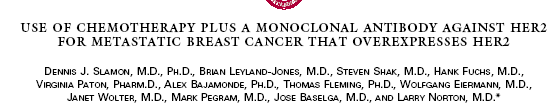 USE OF CHEMOTHERAPY PLUS A MONOCLONAL ANTIBODY AGAINST HER2
FOR METASTATIC BREAST CANCER THAT OVEREXPRESSES HER2
DENNIS J. SLAMON, M.D., PH.D., BRIAN LEYLAND-JONES, M.D., STEVEN SHAK, M.D., HANK FUCHS, M.D.,
VIRGINIA PATON, PHARM.D., ALEX BAJAMONDE, PH.D., THOMAS FLEMING, PH.D., WOLFGANG EIERMANN, M.D.,
JANET WOLTER, M.D., MARK PEGRAM, M.D., JOSE BASELGA, M.D., AND LARRY NORTON, M.D.*